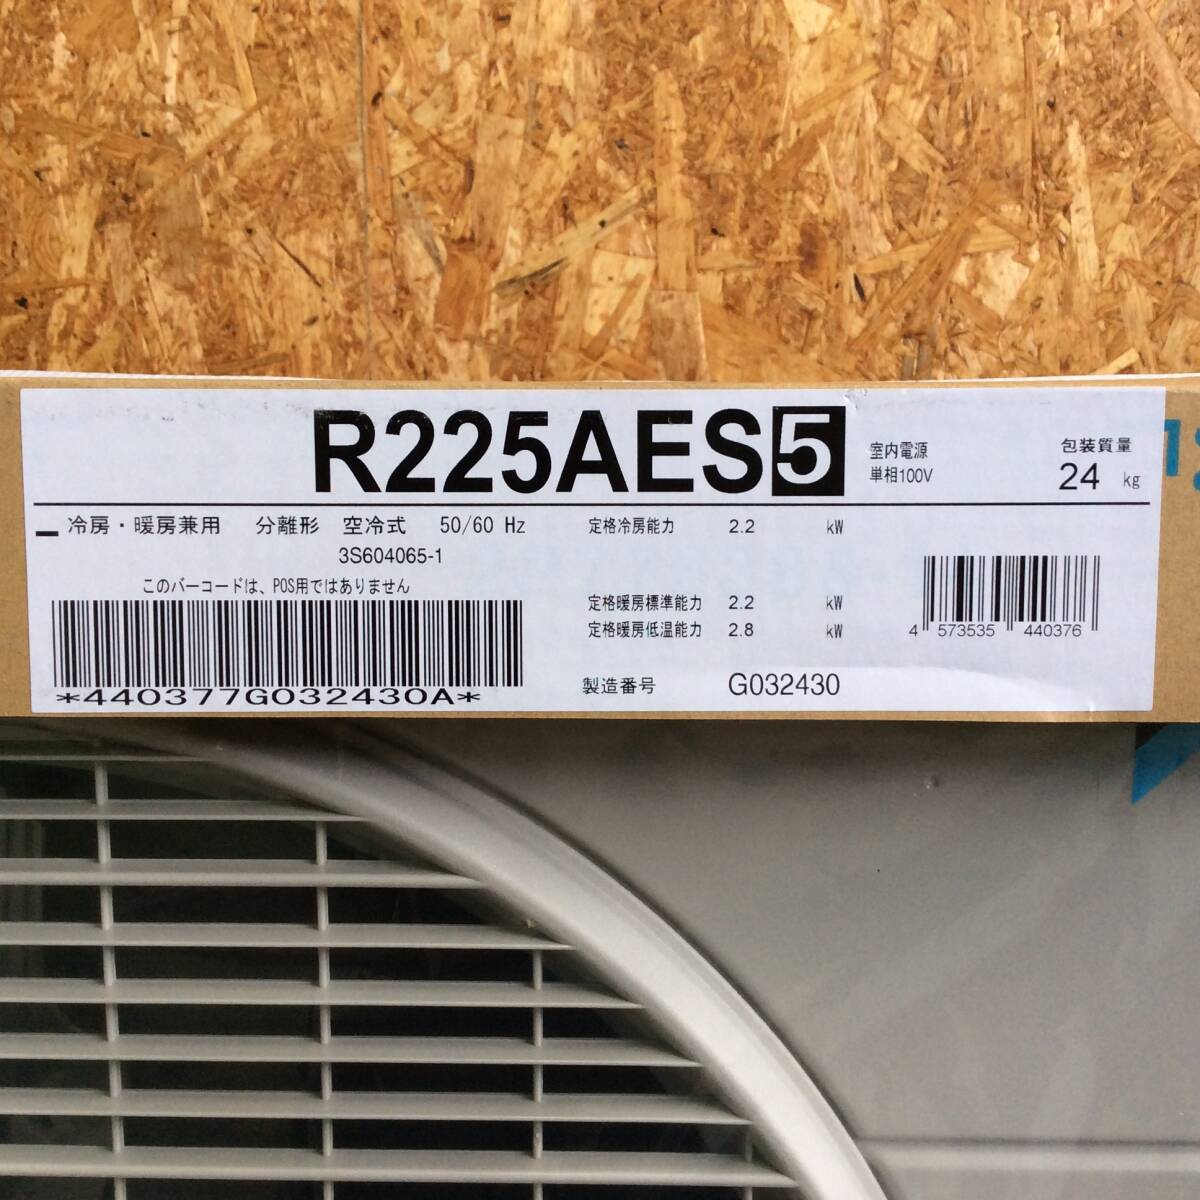 R225AES5
室内電源
単相100V
包装質量
24 kg
冷房・暖房兼用 分離形 空冷式 50/60 Hz
3S604065-1
このバーコードは、POS用ではありません
*440377G032430A*
定格冷房能力 2.2 kW
定格暖房標準能力 2.2 kW
定格暖房低温能力 2.8 kW
製造番号 G032430
4 573535 440376